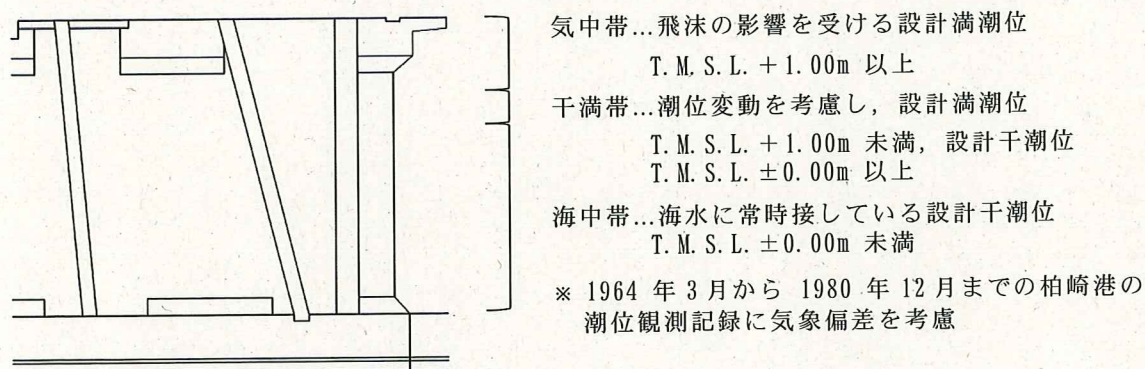 気中帯…飛沫の影響を受ける設計満潮位
T.M.S.L.＋1.00m 以上
干満帯…潮位変動を考慮し，設計満潮位
T.M.S.L.＋1.00m 未満，設計干潮位
T.M.S.L.±0.00m 以上
海中帯…海水に常時接している設計干潮位
T.M.S.L.±0.00m 未満
※ 1964 年 3 月から 1980 年 12 月までの柏崎港の
潮位観測記録に気象偏差を考慮